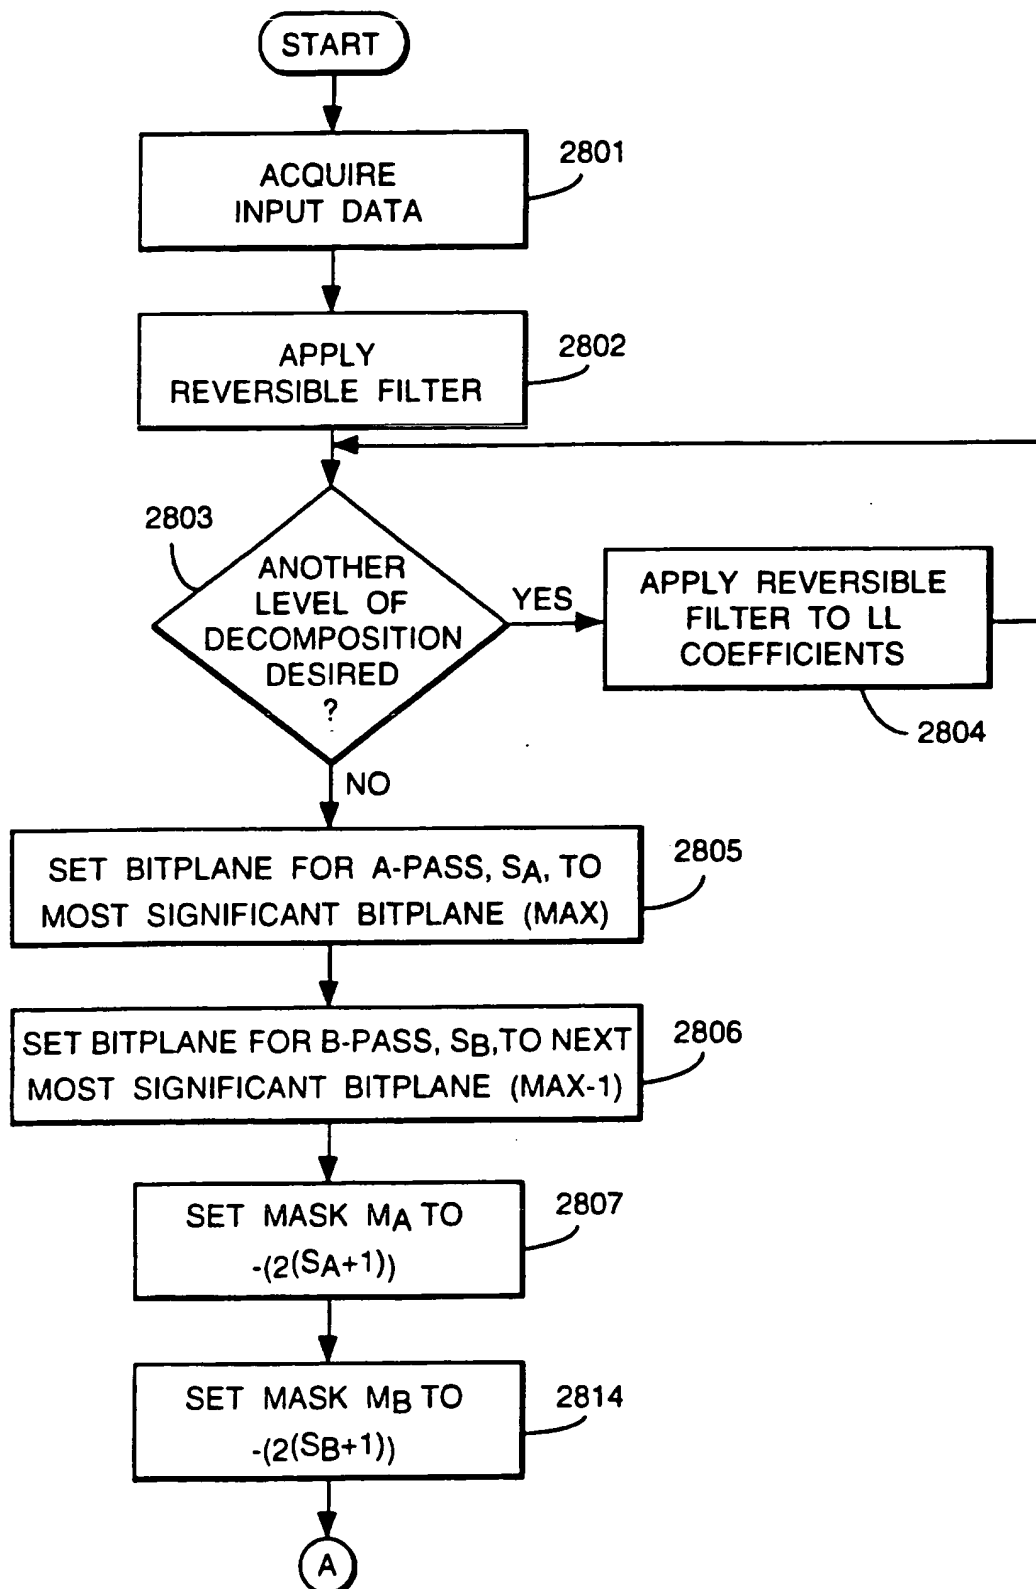 START
ACQUIRE
INPUT DATA
2801
APPLY
REVERSIBLE FILTER
2802
2803
ANOTHER
LEVEL OF
DECOMPOSITION
DESIRED
?
YES
APPLY REVERSIBLE
FILTER TO LL
COEFFICIENTS
2804
NO
SET BITPLANE FOR A-PASS, SA, TO
MOST SIGNIFICANT BITPLANE (MAX)
2805
SET BITPLANE FOR B-PASS, SB, TO NEXT
MOST SIGNIFICANT BITPLANE (MAX-1)
2806
SET MASK MA TO
-(2(SA+1))
2807
SET MASK MB TO
-(2(SB+1))
2814
A